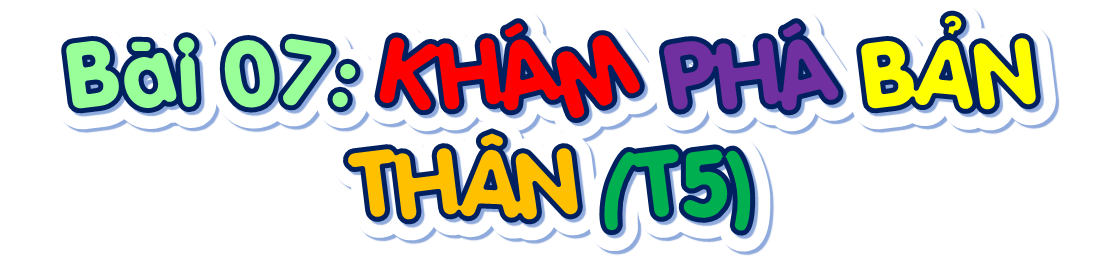 Bài 07: KHÁM PHÁ BẢN
THÂN (T5)